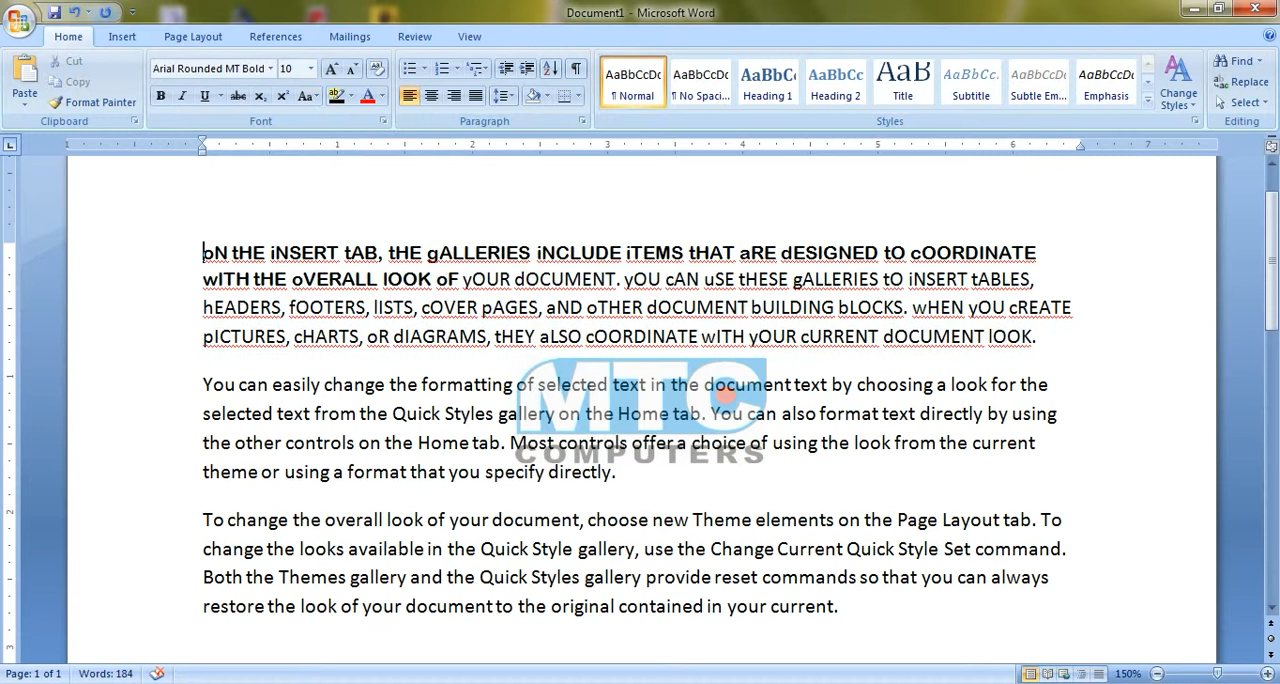 Document1 - Microsoft Word
Home Insert Page Layout References Mailings Review View
Paste
Cut
Copy
Format Painter
Clipboard
Arial Rounded MT Bold 10
Font
Paragraph
AaBbCcDc AaBbCcDc AaBbCc AaBbCc AaB AaBbCc. AaBbCcDc AaBbCcDc
¶ Normal ¶ No Spaci... Heading 1 Heading 2 Title Subtitle Subtle Em... Emphasis
Change Styles
Styles
Find
Replace
Select
Editing
1 1 2 3 4 5 6 7
oN tHE iNSERT tAB, tHE gALLERIES iNCLUDE iTEMS tHAT aRE dESIGNED tO cOORDINATE
wITH tHE oVERALL lOOK oF yOUR dOCUMENT. yOU cAN uSE tHESE gALLERIES tO iNSERT tABLES,
hEADERS, fOOTERS, lISTS, cOVER pAGES, aND oTHER dOCUMENT bUILDING bLOCKS. wHEN yOU cREATE
pICTURES, cHARTS, oR dIAGRAMS, tHEY aLSO cOORDINATE wITH yOUR cURRENT dOCUMENT lOOK.
You can easily change the formatting of selected text in the document text by choosing a look for the
selected text from the Quick Styles gallery on the Home tab. You can also format text directly by using
the other controls on the Home tab. Most controls offer a choice of using the look from the current
theme or using a format that you specify directly.
MTC
COMPUTERS
To change the overall look of your document, choose new Theme elements on the Page Layout tab. To
change the looks available in the Quick Style gallery, use the Change Current Quick Style Set command.
Both the Themes gallery and the Quick Styles gallery provide reset commands so that you can always
restore the look of your document to the original contained in your current.
Page: 1 of 1 Words: 184 150%